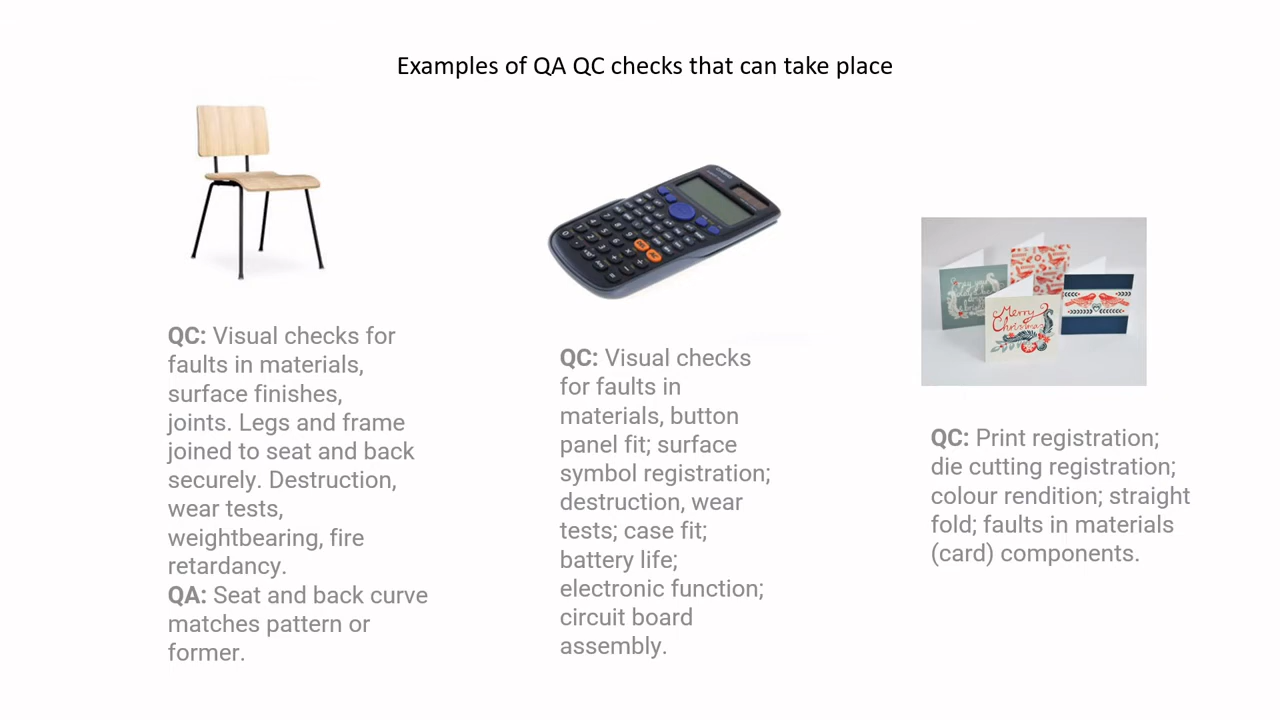 Examples of QA QC checks that can take place
QC: Visual checks for
faults in materials,
surface finishes,
joints. Legs and frame
joined to seat and back
securely. Destruction,
wear tests,
weightbearing, fire
retardancy.
QA: Seat and back curve
matches pattern or
former.
QC: Visual checks
for faults in
materials, button
panel fit; surface
symbol registration;
destruction, wear
tests; case fit;
battery life;
electronic function;
circuit board
assembly.
Merry
Christmas
QC: Print registration;
die cutting registration;
colour rendition; straight
fold; faults in materials
(card) components.